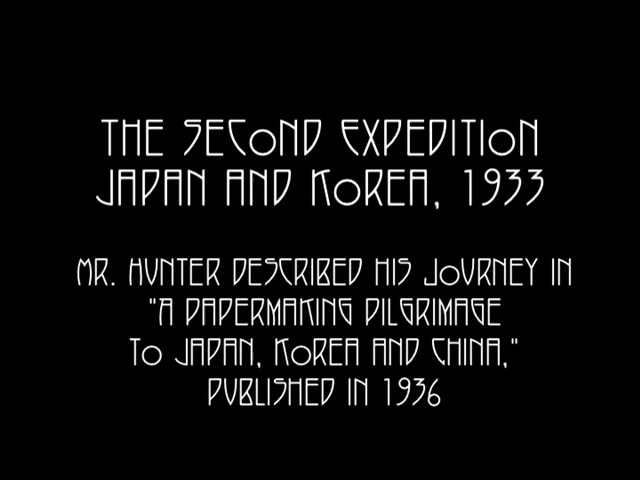 THE SECOND EXPEDITION
JAPAN AND KOREA, 1933
MR. HUNTER DESCRIBED HIS JOURNEY IN
"A PAPERMAKING PILGRIMAGE
TO JAPAN, KOREA AND CHINA,"
PUBLISHED IN 1936